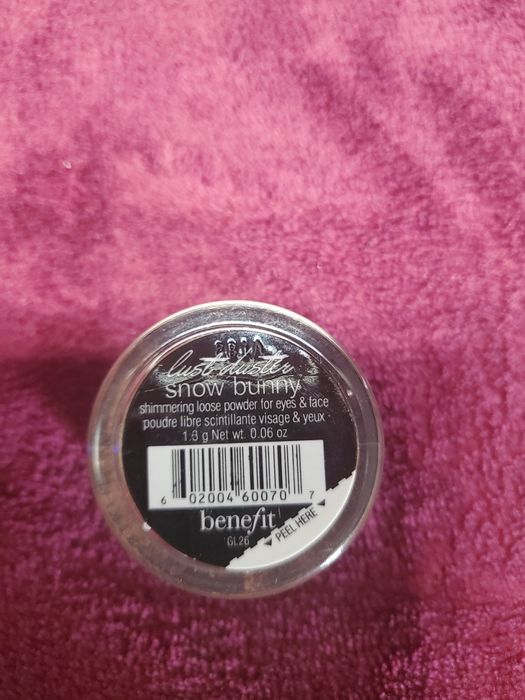 lust duster
snow bunny
shimmering loose powder for eyes & face
poudre libre scintillante visage & yeux
1.8 g Net wt. 0.06 oz
6 02004 60070 7
benefit
GL26
PEEL HERE